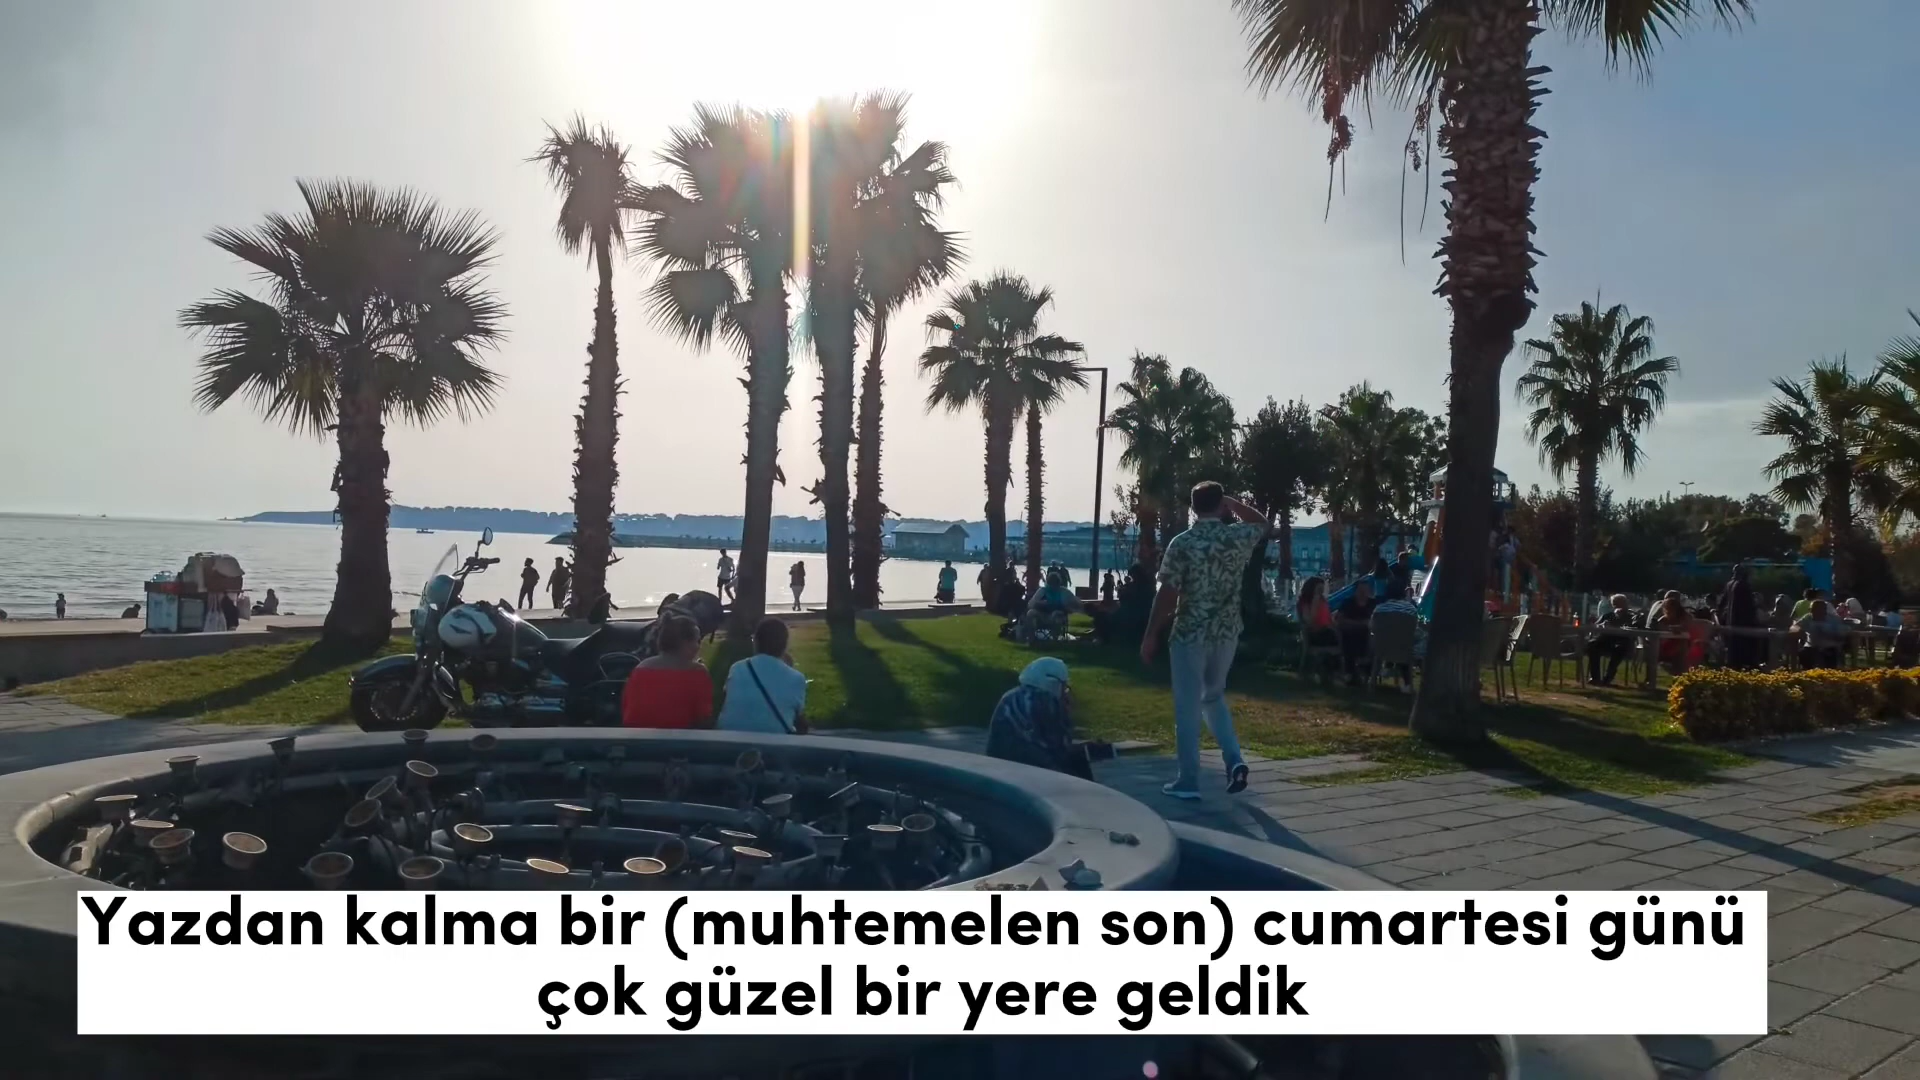 Yazdan kalma bir (muhtemelen son) cumartesi günü
çok güzel bir yere geldik